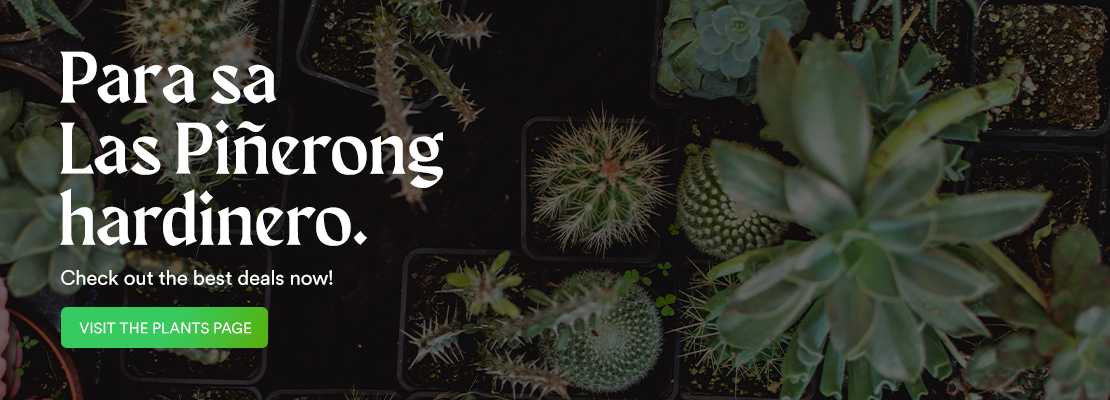 Para sa
Las Piñerong
hardinero.
Check out the best deals now!
VISIT THE PLANTS PAGE